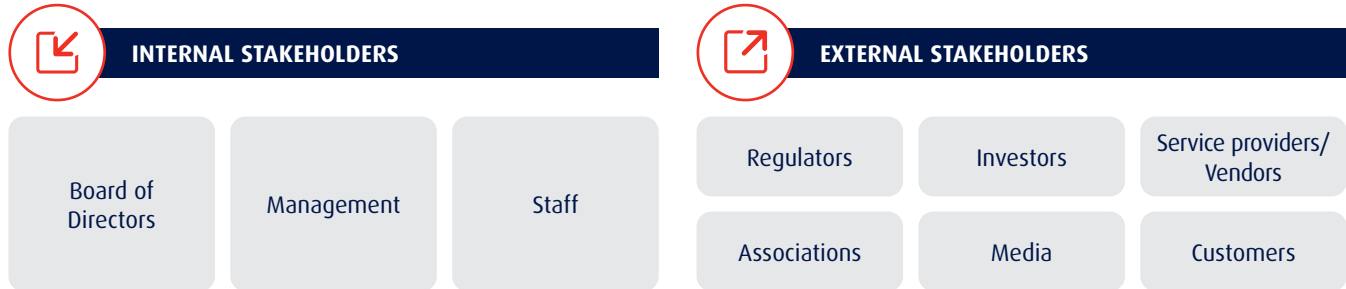 INTERNAL STAKEHOLDERS
Board of
Directors
Management
Staff
EXTERNAL STAKEHOLDERS
Regulators
Investors
Service providers/
Vendors
Associations
Media
Customers